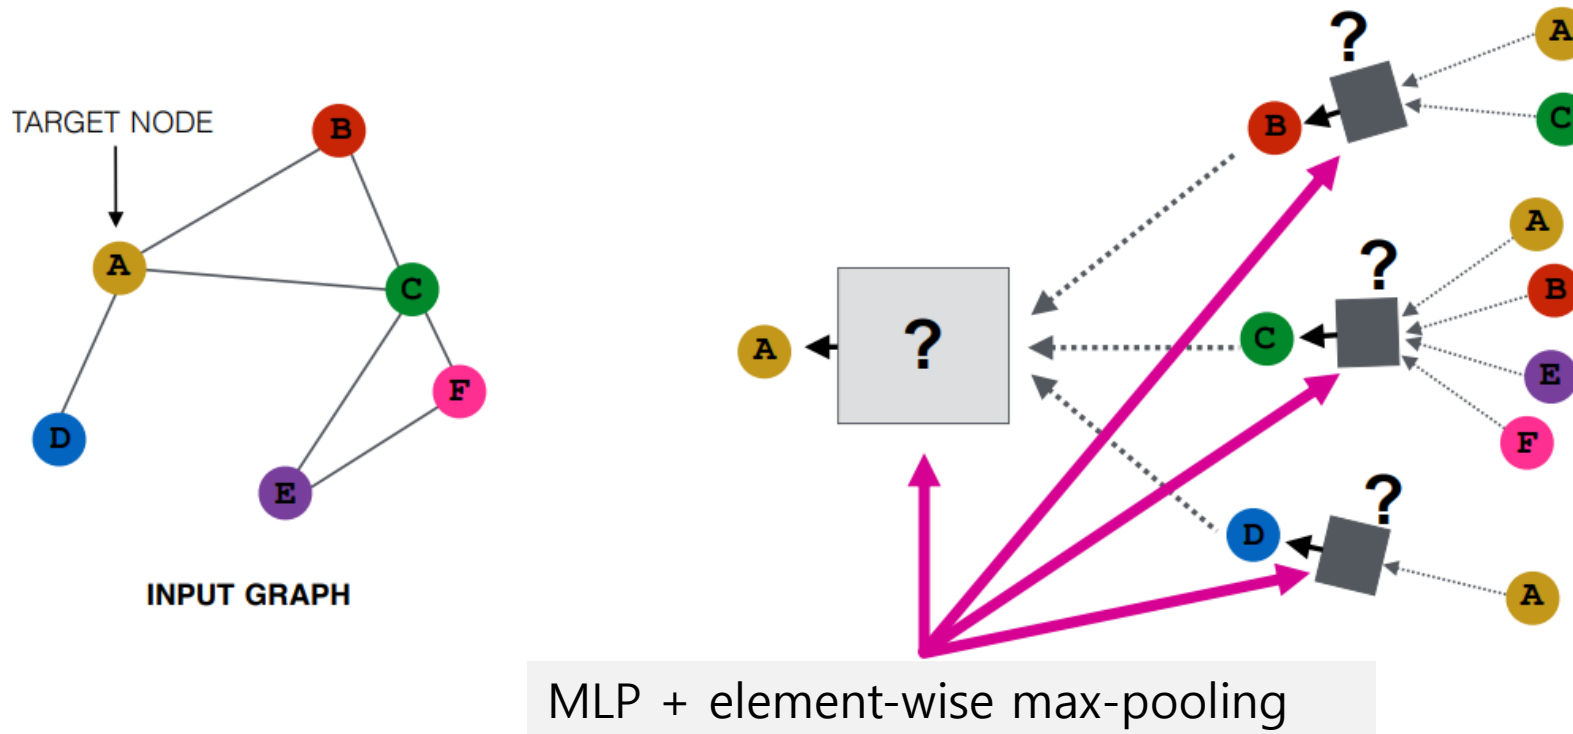 TARGET NODE
B
A
C
F
D
E
INPUT GRAPH
A
?
B
C
D
?
?
?
A
C
A
B
E
F
A
MLP + element-wise max-pooling